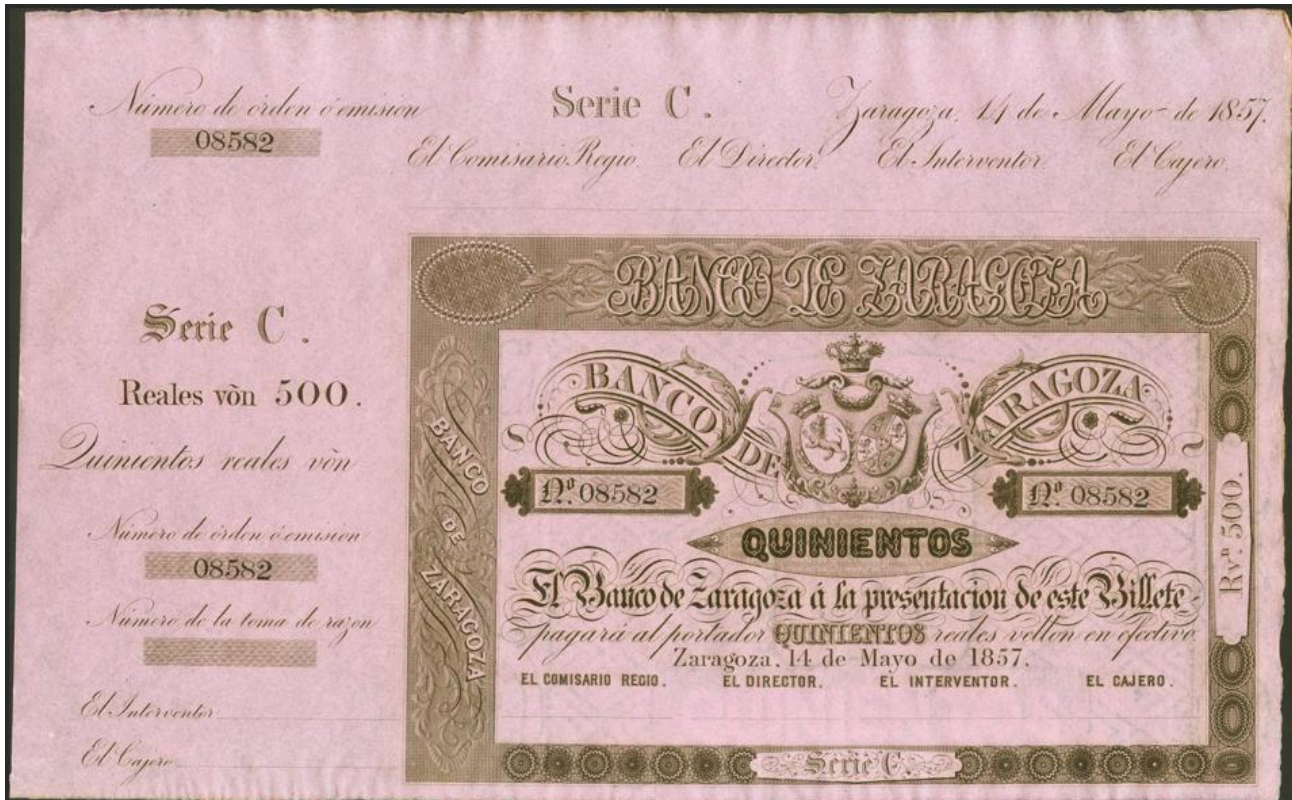 Número de órden ó emision
08582
Serie C.
Zaragoza, 14 de Mayo de 1857.
El Comisario Regio. El Director. El Interventor. El Cajero.
Serie C.
Reales võn 500.
Quinientos reales võn
Número de órden ó emision
08582
Número de la toma de razon
El Interventor
El Cajero
BANCO DE ZARAGOZA
BANCO DE ZARAGOZA
BANCO DE ZARAGOZA
Nº 08582
Nº 08582
QUINIENTOS
El Banco de Zaragoza á la presentacion de este Billete
pagará al portador QUINIENTOS reales vellon en efectivo
Zaragoza, 14 de Mayo de 1857.
EL COMISARIO REGIO. EL DIRECTOR. EL INTERVENTOR. EL CAJERO.
Rvⁿ 500.
Serie C.